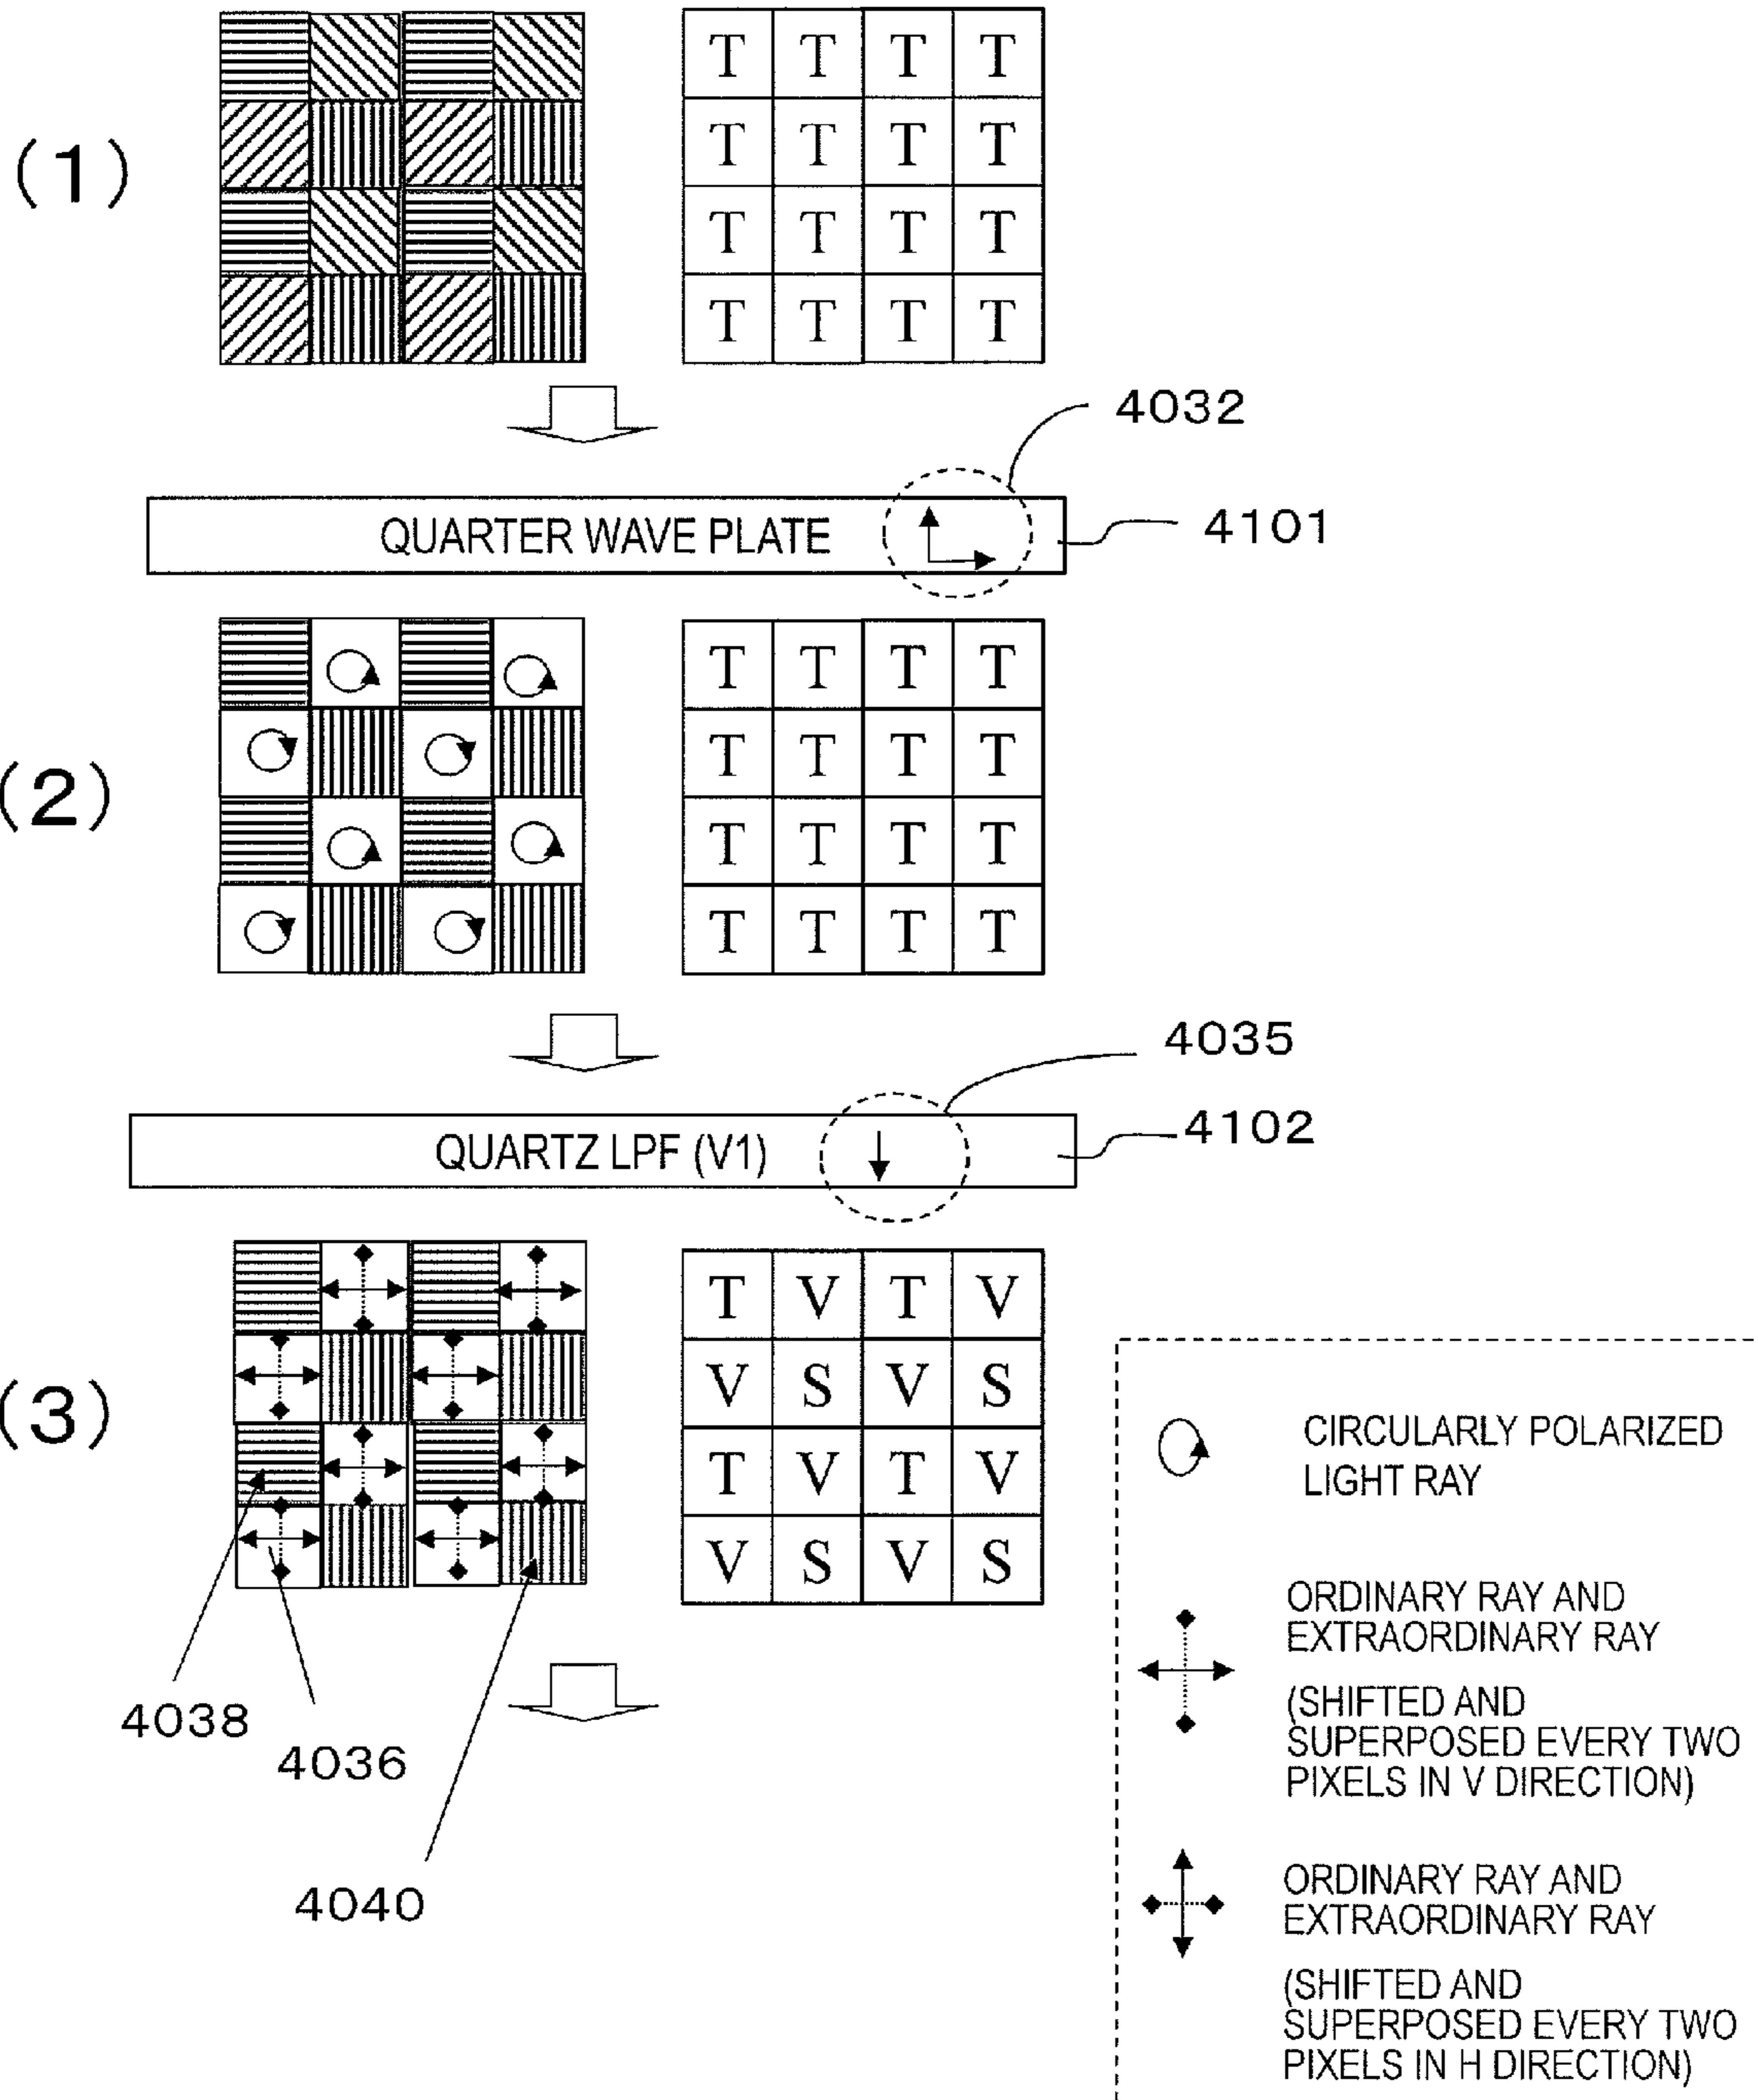 (1)
T T T T
T T T T
T T T T
T T T T
4032
QUARTER WAVE PLATE
4101
(2)
T T T T
T T T T
T T T T
T T T T
4035
QUARTZ LPF (V1)
4102
(3)
T V T V
V S V S
T V T V
V S V S
4038
4036
4040
CIRCULARLY POLARIZED
LIGHT RAY
ORDINARY RAY AND
EXTRAORDINARY RAY
(SHIFTED AND
SUPERPOSED EVERY TWO
PIXELS IN V DIRECTION)
ORDINARY RAY AND
EXTRAORDINARY RAY
(SHIFTED AND
SUPERPOSED EVERY TWO
PIXELS IN H DIRECTION)